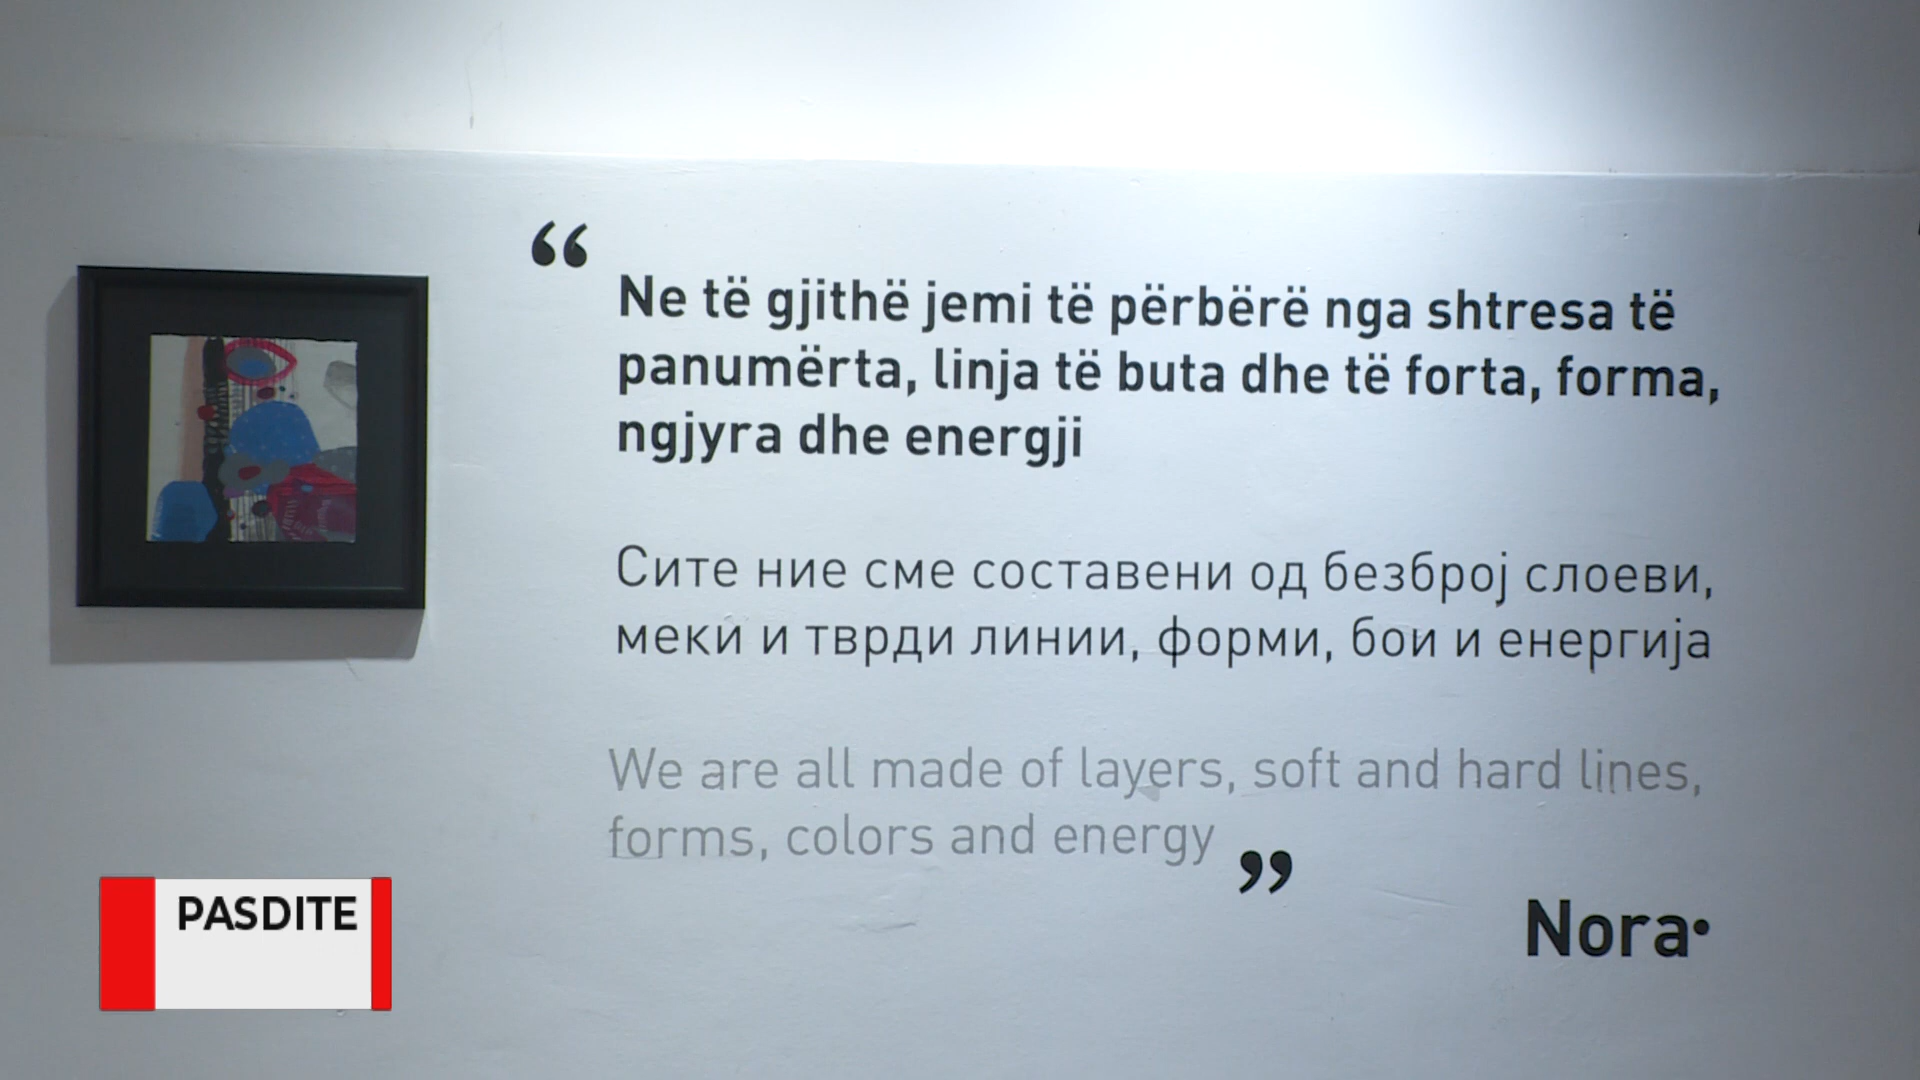 “
Ne të gjithë jemi të përbërë nga shtresa të
panumërta, linja të buta dhe të forta, forma,
ngjyra dhe energji
Сите ние сме составени од безброј слоеви,
меки и тврди линии, форми, бои и енергија
We are all made of layers, soft and hard lines,
forms, colors and energy
”
Nora•
PASDITE